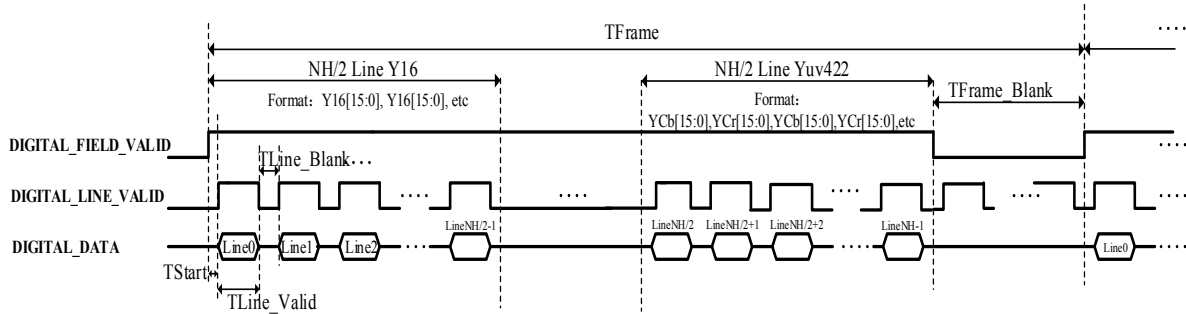 TFrame
NH/2 Line Y16
NH/2 Line Yuv422
TFrame_Blank
Format：Y16[15:0], Y16[15:0], etc
Format：
YCb[15:0],YCr[15:0],YCb[15:0],YCr[15:0],etc
DIGITAL_FIELD_VALID
TLine_Blank
DIGITAL_LINE_VALID
LineNH/2-1
LineNH/2
LineNH/2+1
LineNH/2+2
LineNH-1
DIGITAL_DATA
Line0
Line1
Line2
Line0
TStart
TLine_Valid